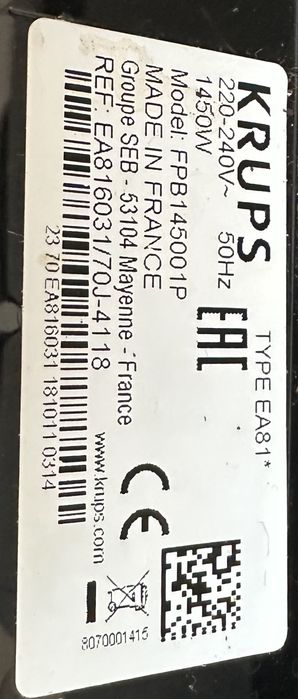 KRUPS
TYPE EA81*
220-240V~ 50Hz
1450W
EAC
Model: FPB145001P
MADE IN FRANCE
CE
Groupe SEB - 53104 Mayenne - France
REF: EA816031/70J-4118
www.krups.com
23 70 EA816031 181011 0314
8070001415